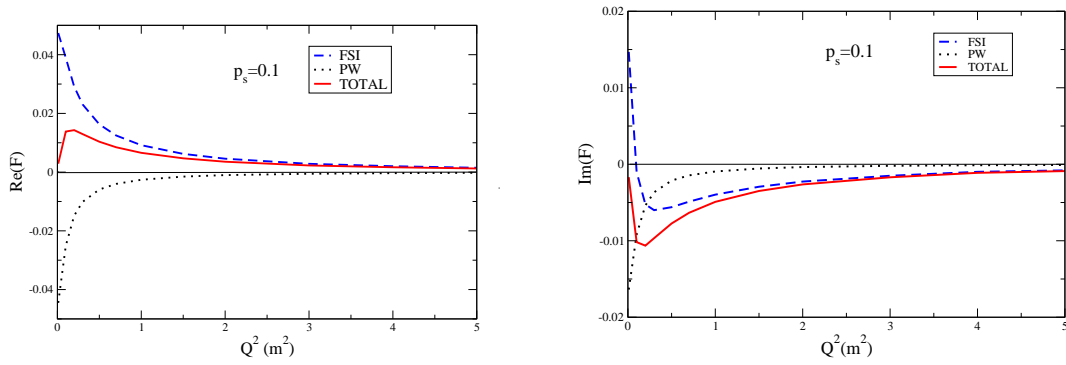 0.04
0.02
0
-0.02
-0.04
Re(F)
p_s=0.1
FSI
PW
TOTAL
0 1 2 3 4 5
Q^2 (m^2)
0.02
0.01
0
-0.01
-0.02
Im(F)
p_s=0.1
FSI
PW
TOTAL
0 1 2 3 4 5
Q^2(m^2)